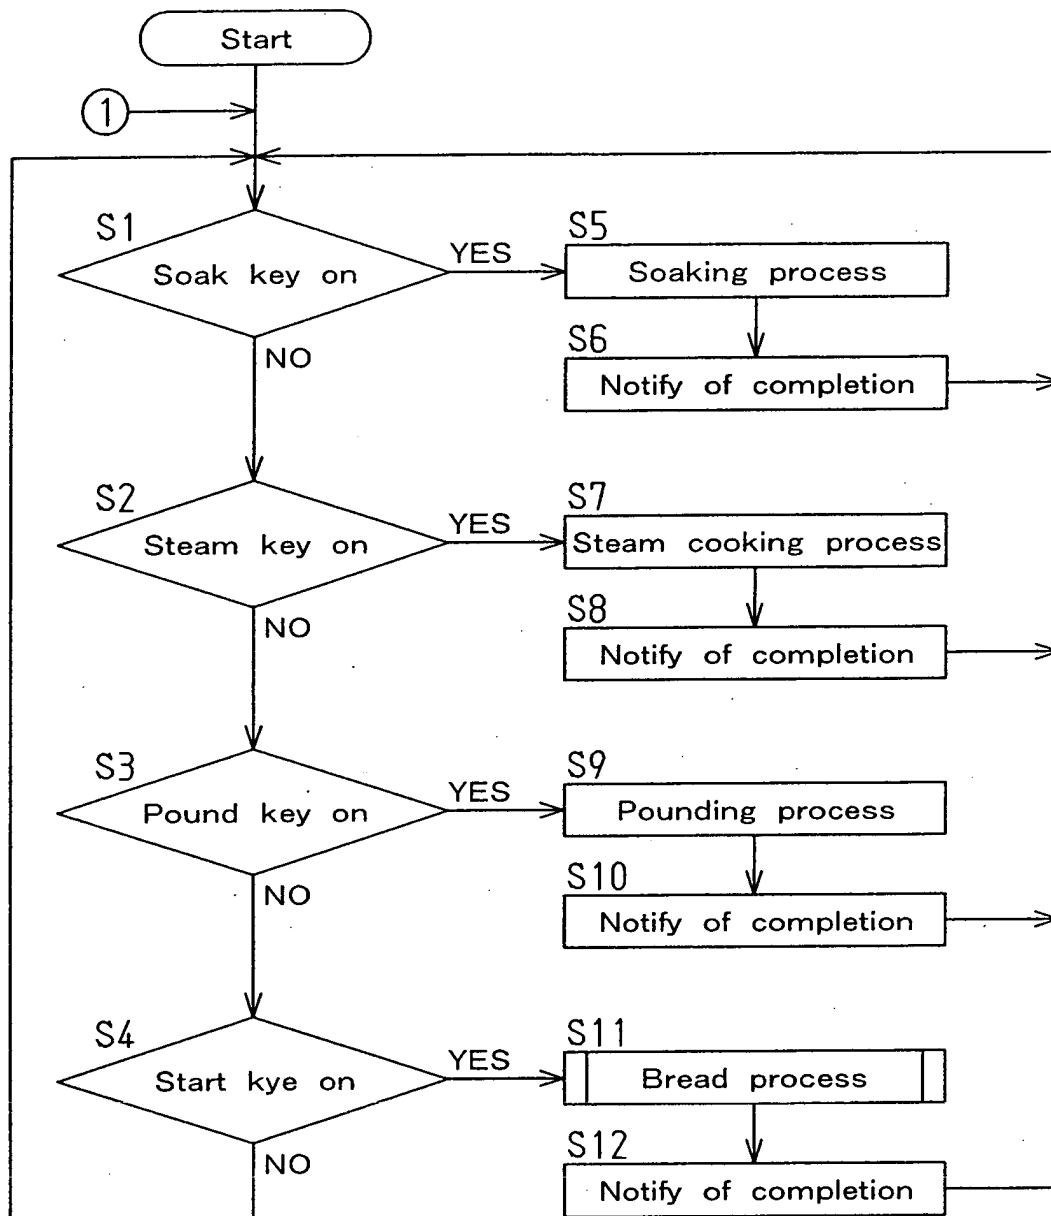 Start
1
S1
Soak key on
YES
NO
S5
Soaking process
S6
Notify of completion
S2
Steam key on
YES
NO
S7
Steam cooking process
S8
Notify of completion
S3
Pound key on
YES
NO
S9
Pounding process
S10
Notify of completion
S4
Start kye on
YES
NO
S11
Bread process
S12
Notify of completion